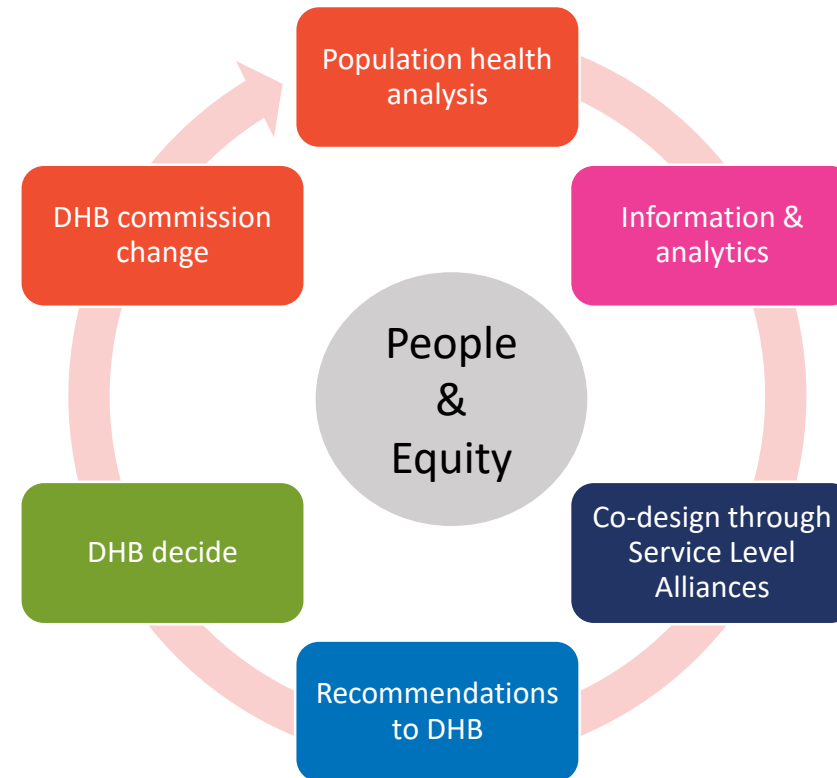 Population health
analysis
Information &
analytics
Co-design through
Service Level
Alliances
Recommendations
to DHB
DHB decide
DHB commission
change
People
&
Equity